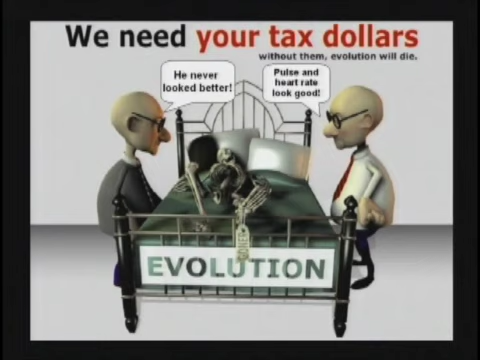 We need your tax dollars
without them, evolution will die.
He never
looked better!
Pulse and
heart rate
look good!
EVOLUTION